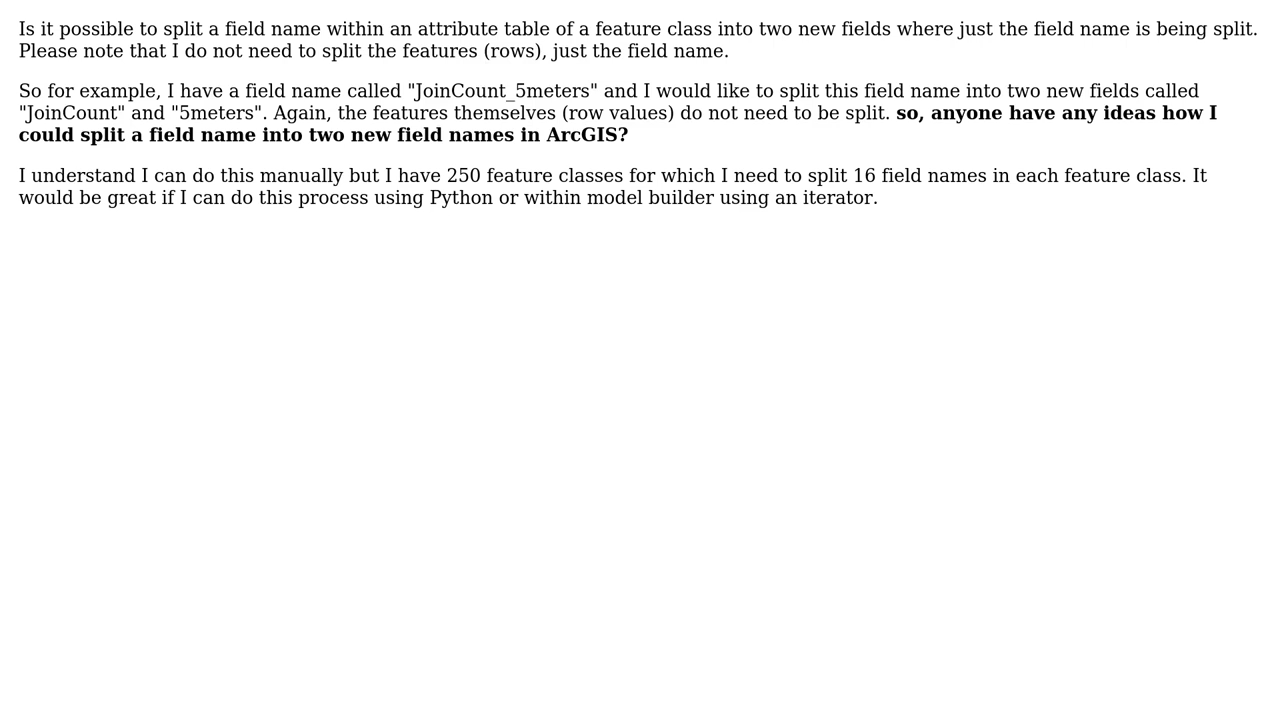 Is it possible to split a field name within an attribute table of a feature class into two new fields where just the field name is being split.
Please note that I do not need to split the features (rows), just the field name.
So for example, I have a field name called "JoinCount_5meters" and I would like to split this field name into two new fields called
"JoinCount" and "5meters". Again, the features themselves (row values) do not need to be split. so, anyone have any ideas how I
could split a field name into two new field names in ArcGIS?
I understand I can do this manually but I have 250 feature classes for which I need to split 16 field names in each feature class. It
would be great if I can do this process using Python or within model builder using an iterator.